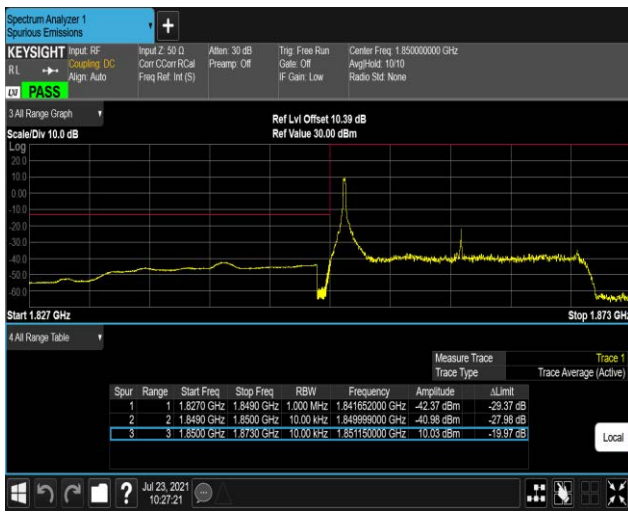 Spectrum Analyzer 1
Spurious Emissions
KEYSIGHT Input: RF Input Z: 50 Ω Atten: 30 dB Trig: Free Run Center Freq: 1.850000000 GHz
RL Coupling: DC Corr CCorr RCal Preamp: Off Gate: Off Avg|Hold: 10/10
Align: Auto Freq Ref: Int (S) IF Gain: Low Radio Std: None
LXI PASS
3 All Range Graph
Ref Lvl Offset 10.39 dB
Scale/Div 10.0 dB Ref Value 30.00 dBm
Log
20.0
10.0
0.00
-10.0
-20.0
-30.0
-40.0
-50.0
-60.0
Start 1.827 GHz Stop 1.873 GHz
4 All Range Table
Measure Trace Trace 1
Trace Type Trace Average (Active)
Spur Range Start Freq Stop Freq RBW Frequency Amplitude ΔLimit
1 1 1.8270 GHz 1.8490 GHz 1.000 MHz 1.841652000 GHz -42.37 dBm -29.37 dB
2 2 1.8490 GHz 1.8500 GHz 10.00 kHz 1.849999000 GHz -40.98 dBm -27.98 dB
3 3 1.8500 GHz 1.8730 GHz 10.00 kHz 1.851150000 GHz 10.03 dBm -19.97 dB
Local
? Jul 23, 2021
10:27:21